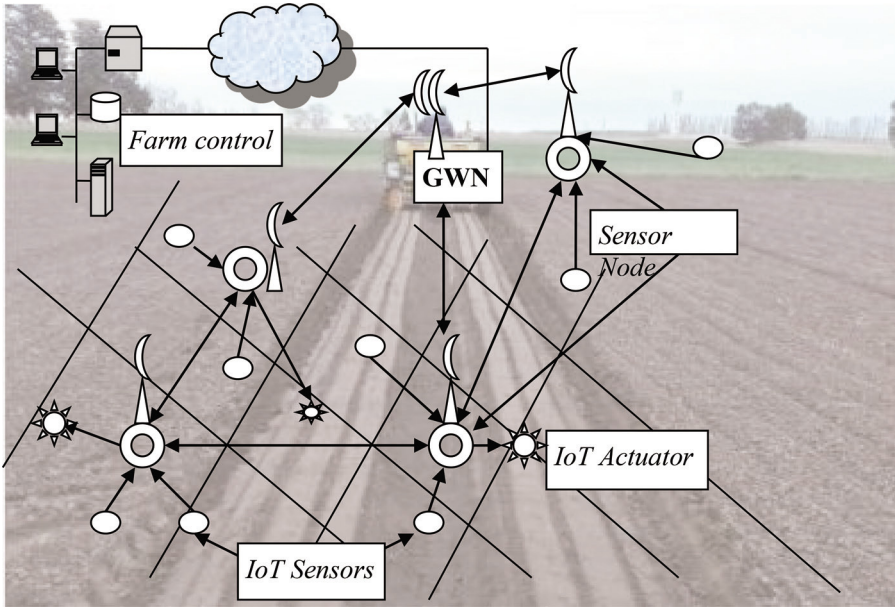 Farm control
GWN
Sensor
Node
IoT Actuator
IoT Sensors